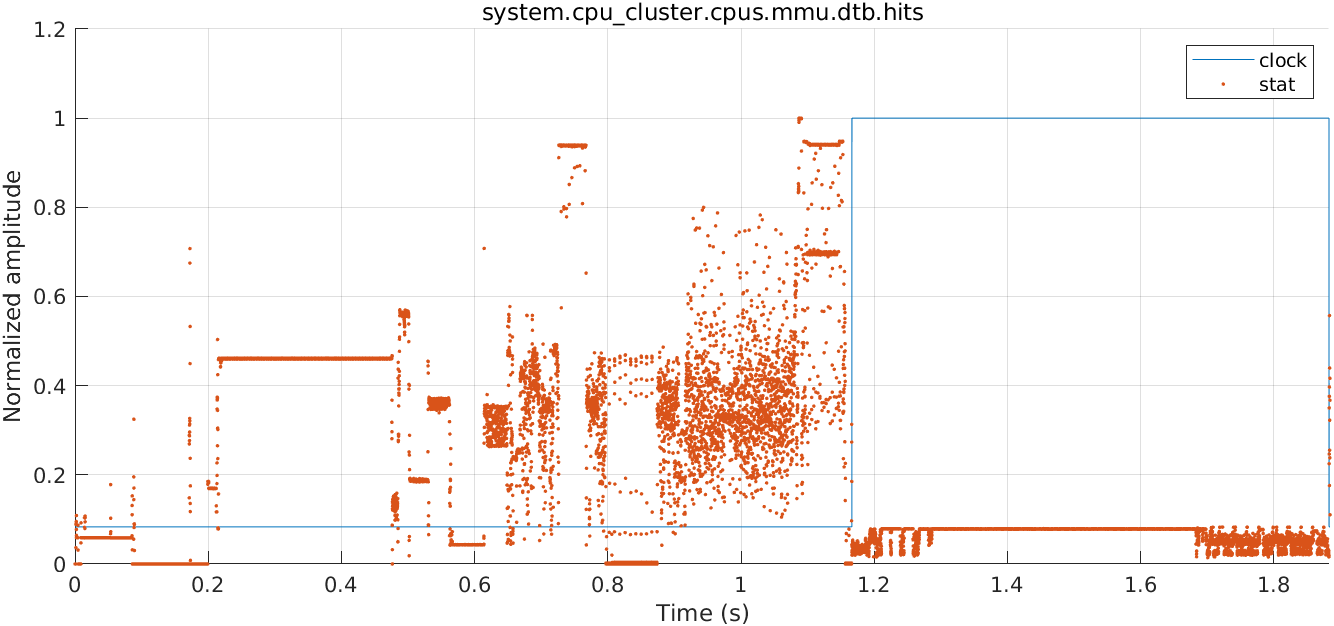 system.cpu_cluster.cpus.mmu.dtb.hits
1.2
1
0.8
0.6
0.4
0.2
0
Normalized amplitude
clock
stat
0 0.2 0.4 0.6 0.8 1 1.2 1.4 1.6 1.8
Time (s)